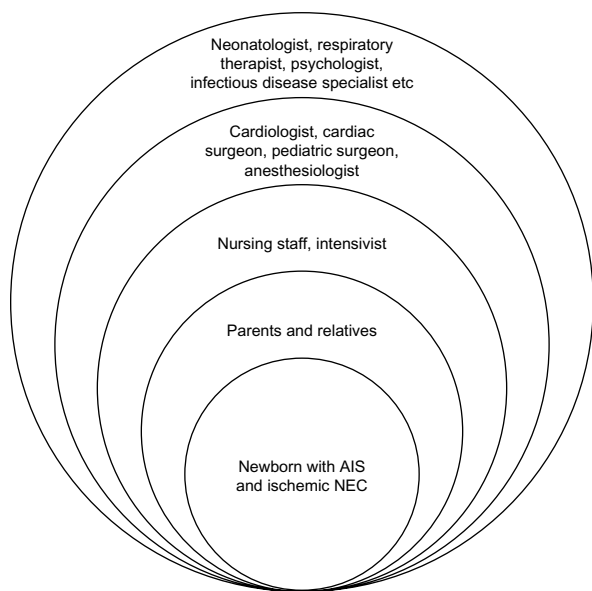 Neonatologist, respiratory
therapist, psychologist,
infectious disease specialist etc
Cardiologist, cardiac
surgeon, pediatric surgeon,
anesthesiologist
Nursing staff, intensivist
Parents and relatives
Newborn with AIS
and ischemic NEC